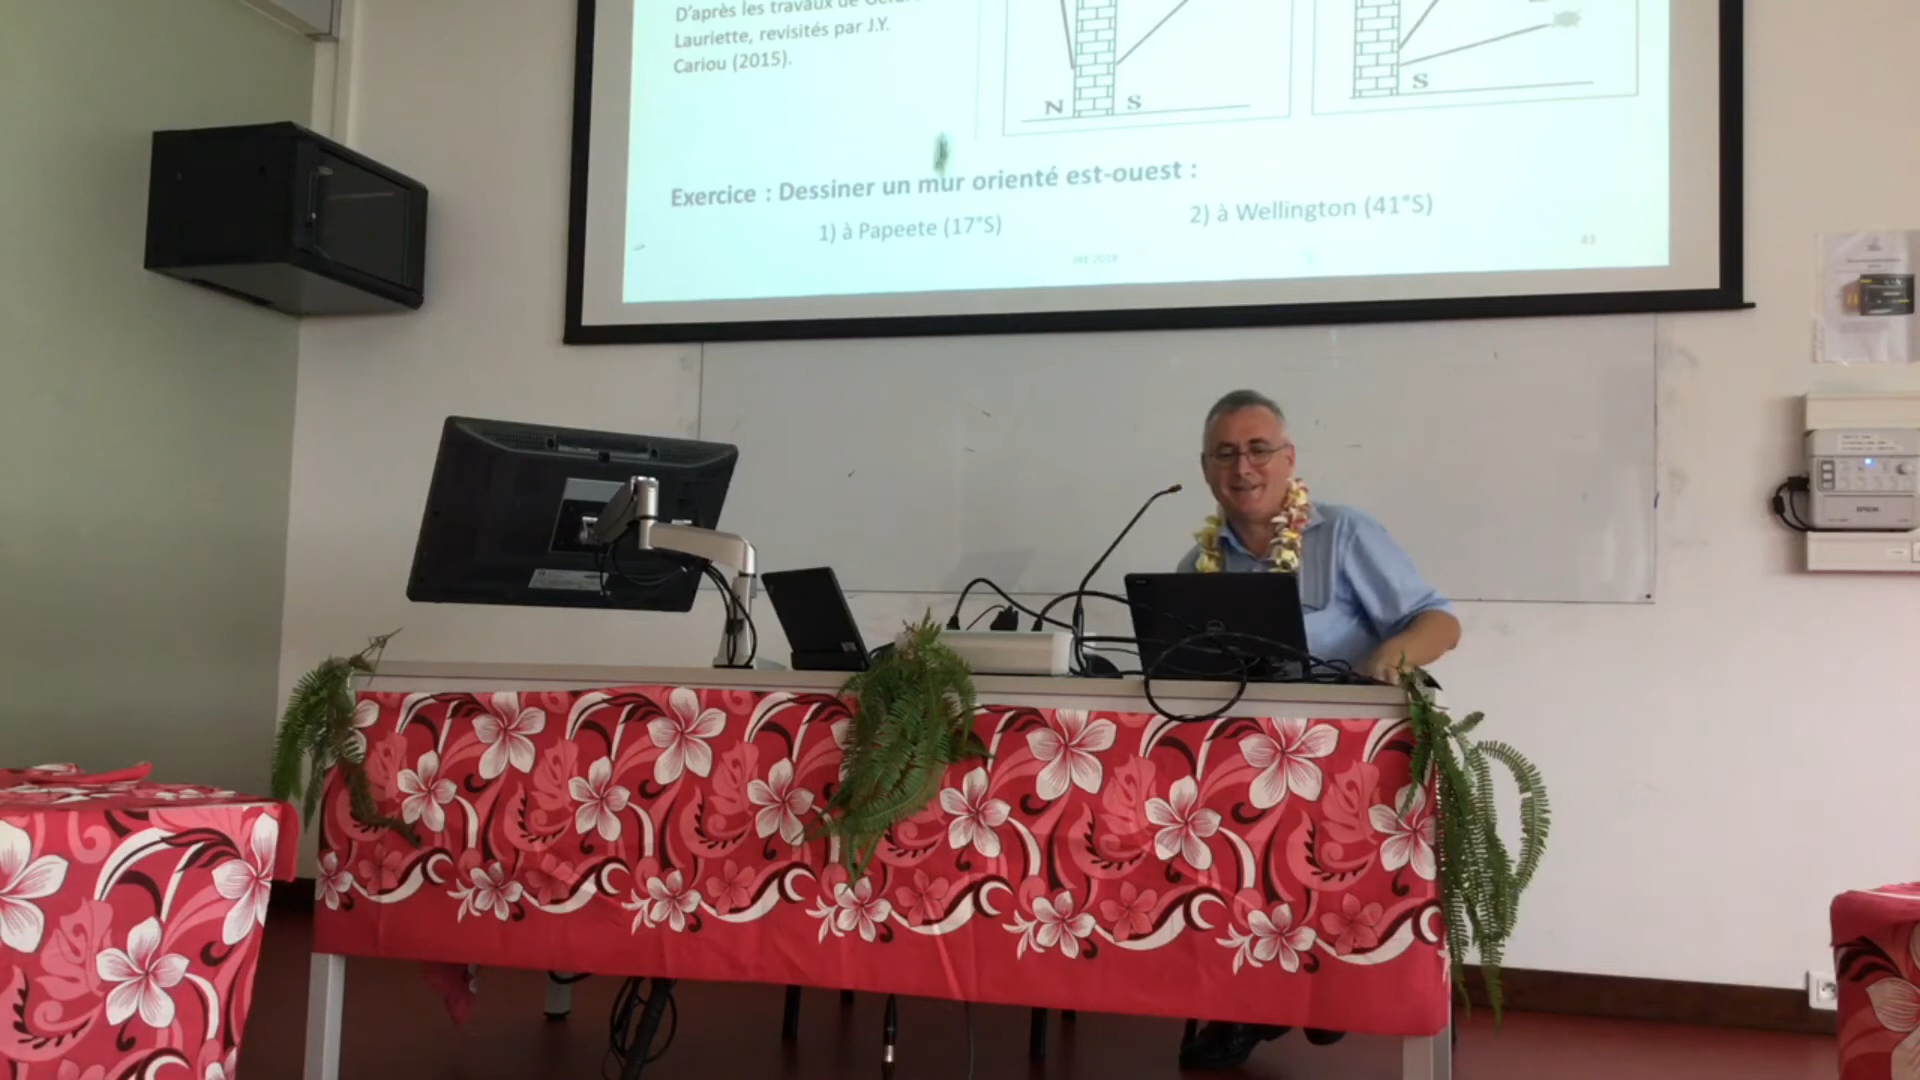 D'après les travaux de
Lauriette, revisités par J.Y.
Cariou (2015).
N
S
S
Exercice : Dessiner un mur orienté est-ouest :
1) à Papeete (17°S)
2) à Wellington (41°S)
EPSON